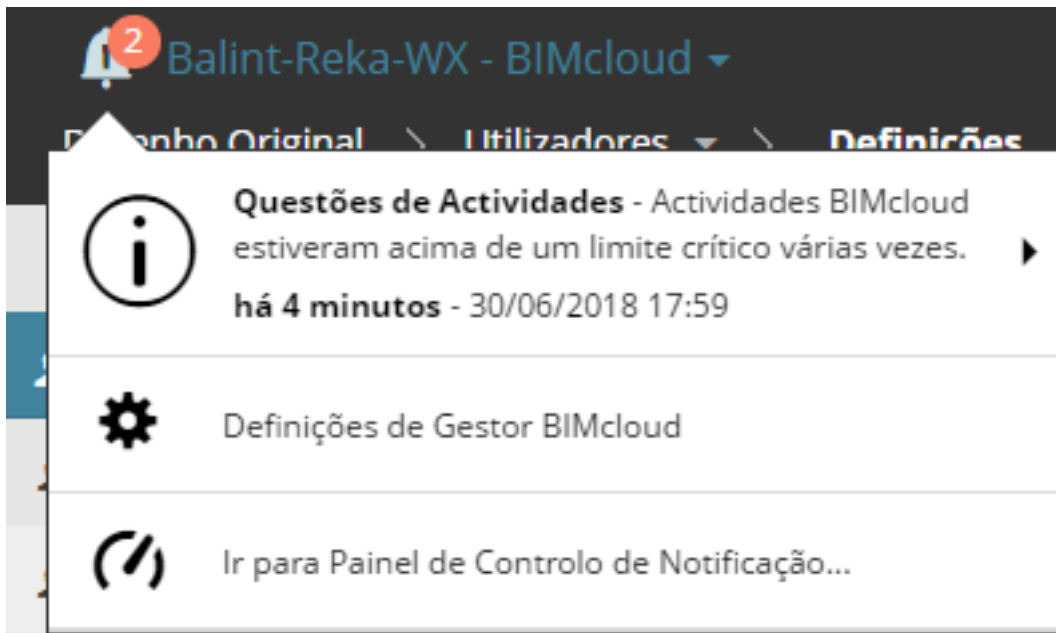 2
Balint-Reka-WX - BIMcloud
Original Utilizadores Definições
Questões de Actividades - Actividades BIMcloud
estiveram acima de um limite crítico várias vezes.
há 4 minutos - 30/06/2018 17:59
Definições de Gestor BIMcloud
Ir para Painel de Controlo de Notificação...